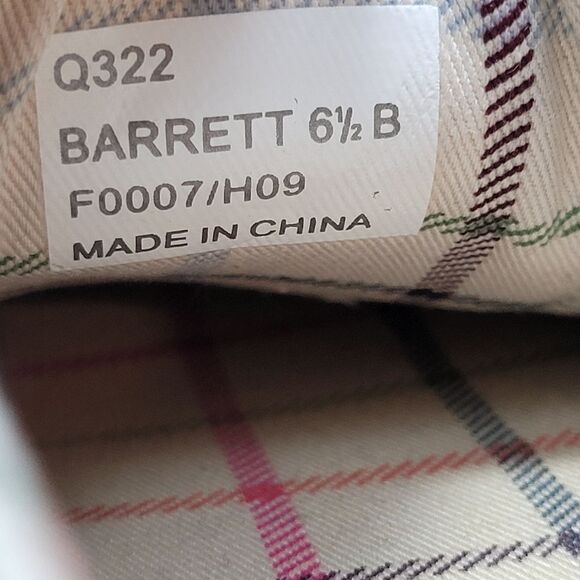 Q322
BARRETT 6½ B
F0007/H09
MADE IN CHINA